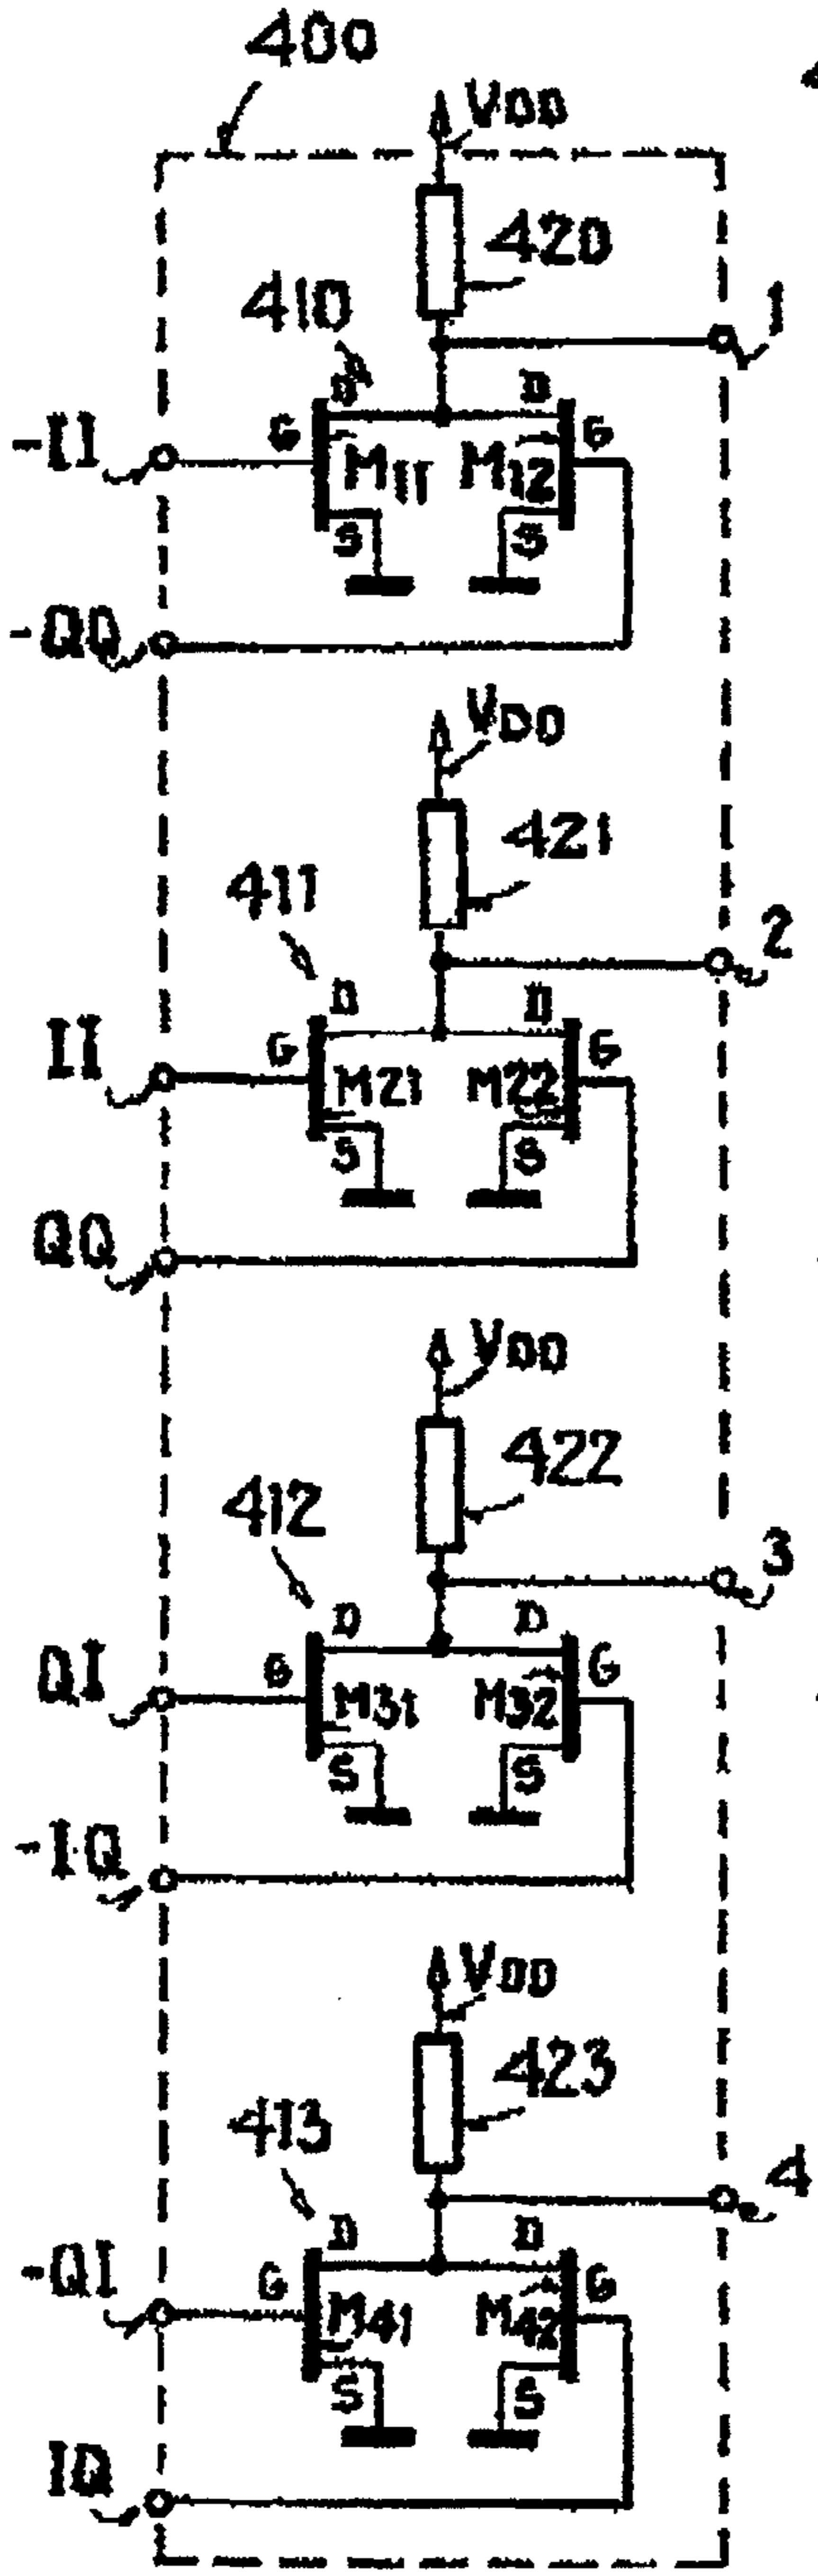 400
VDD
420
410
1
D D
-II G M11 M12 G
S S
-QQ
VDD
421
411
2
D D
II G M21 M22 G
S S
QQ
VDD
422
412
3
D D
QI G M31 M32 G
S S
-IQ
VDD
423
413
4
D D
-QI G M41 M42 G
S S
IQ